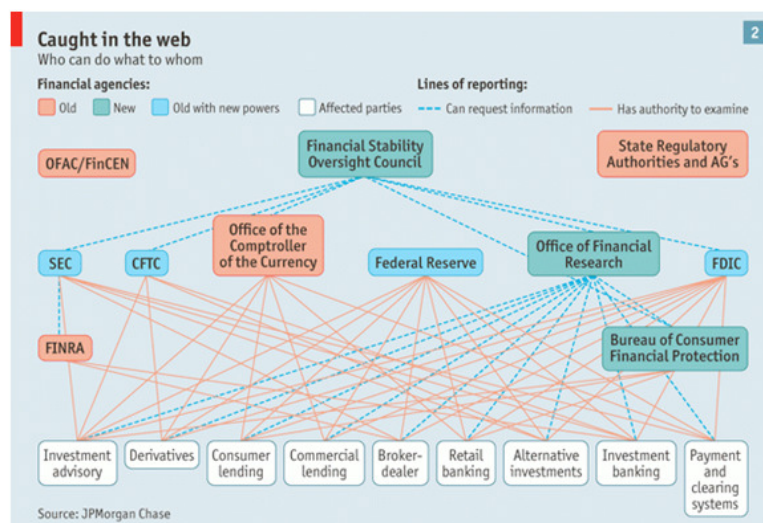 Caught in the web
2
Who can do what to whom
Financial agencies:
Lines of reporting:
Old
New
Old with new powers
Affected parties
Can request information
Has authority to examine
OFAC/FinCEN
Financial Stability
Oversight Council
State Regulatory
Authorities and AG's
SEC
CFTC
Office of the
Comptroller
of the Currency
Federal Reserve
Office of Financial
Research
FDIC
FINRA
Bureau of Consumer
Financial Protection
Investment
advisory
Derivatives
Consumer
lending
Commercial
lending
Broker-
dealer
Retail
banking
Alternative
investments
Investment
banking
Payment
and
clearing
systems
Source: JPMorgan Chase